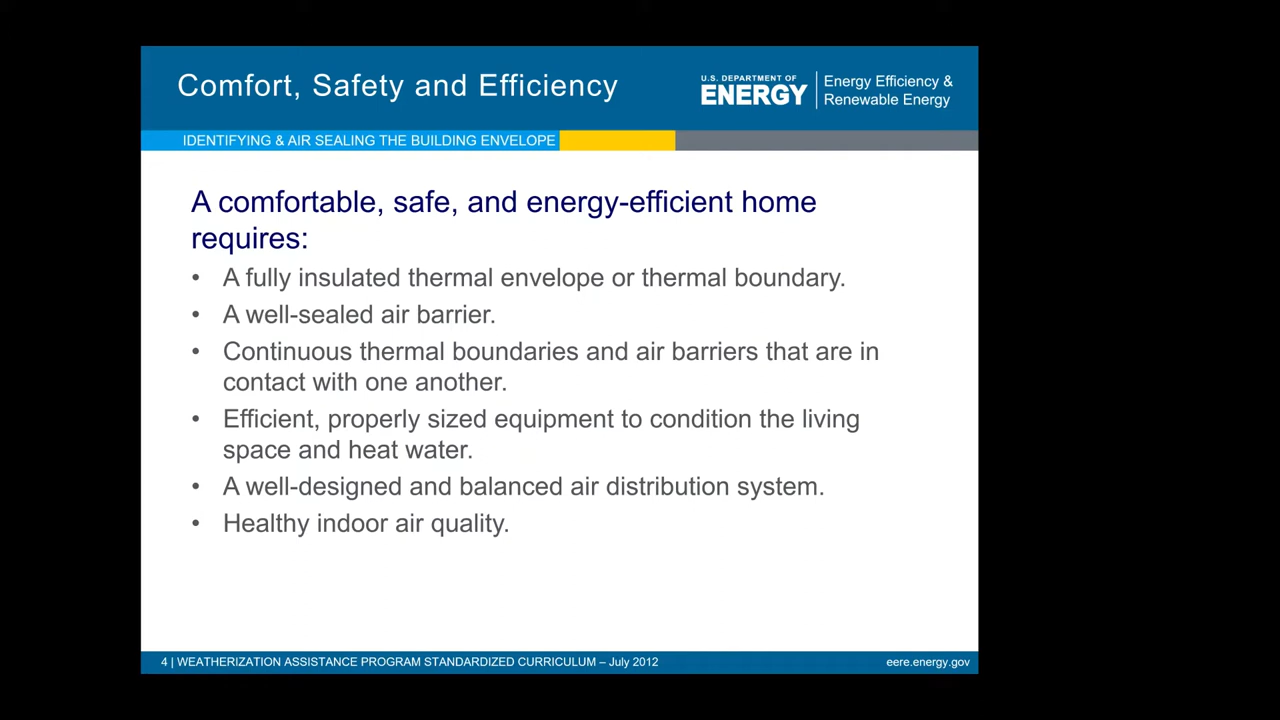 Comfort, Safety and Efficiency
U.S. DEPARTMENT OF
ENERGY
Energy Efficiency &
Renewable Energy
IDENTIFYING & AIR SEALING THE BUILDING ENVELOPE
A comfortable, safe, and energy-efficient home
requires:
• A fully insulated thermal envelope or thermal boundary.
• A well-sealed air barrier.
• Continuous thermal boundaries and air barriers that are in
contact with one another.
• Efficient, properly sized equipment to condition the living
space and heat water.
• A well-designed and balanced air distribution system.
• Healthy indoor air quality.
4 | WEATHERIZATION ASSISTANCE PROGRAM STANDARDIZED CURRICULUM – July 2012
eere.energy.gov